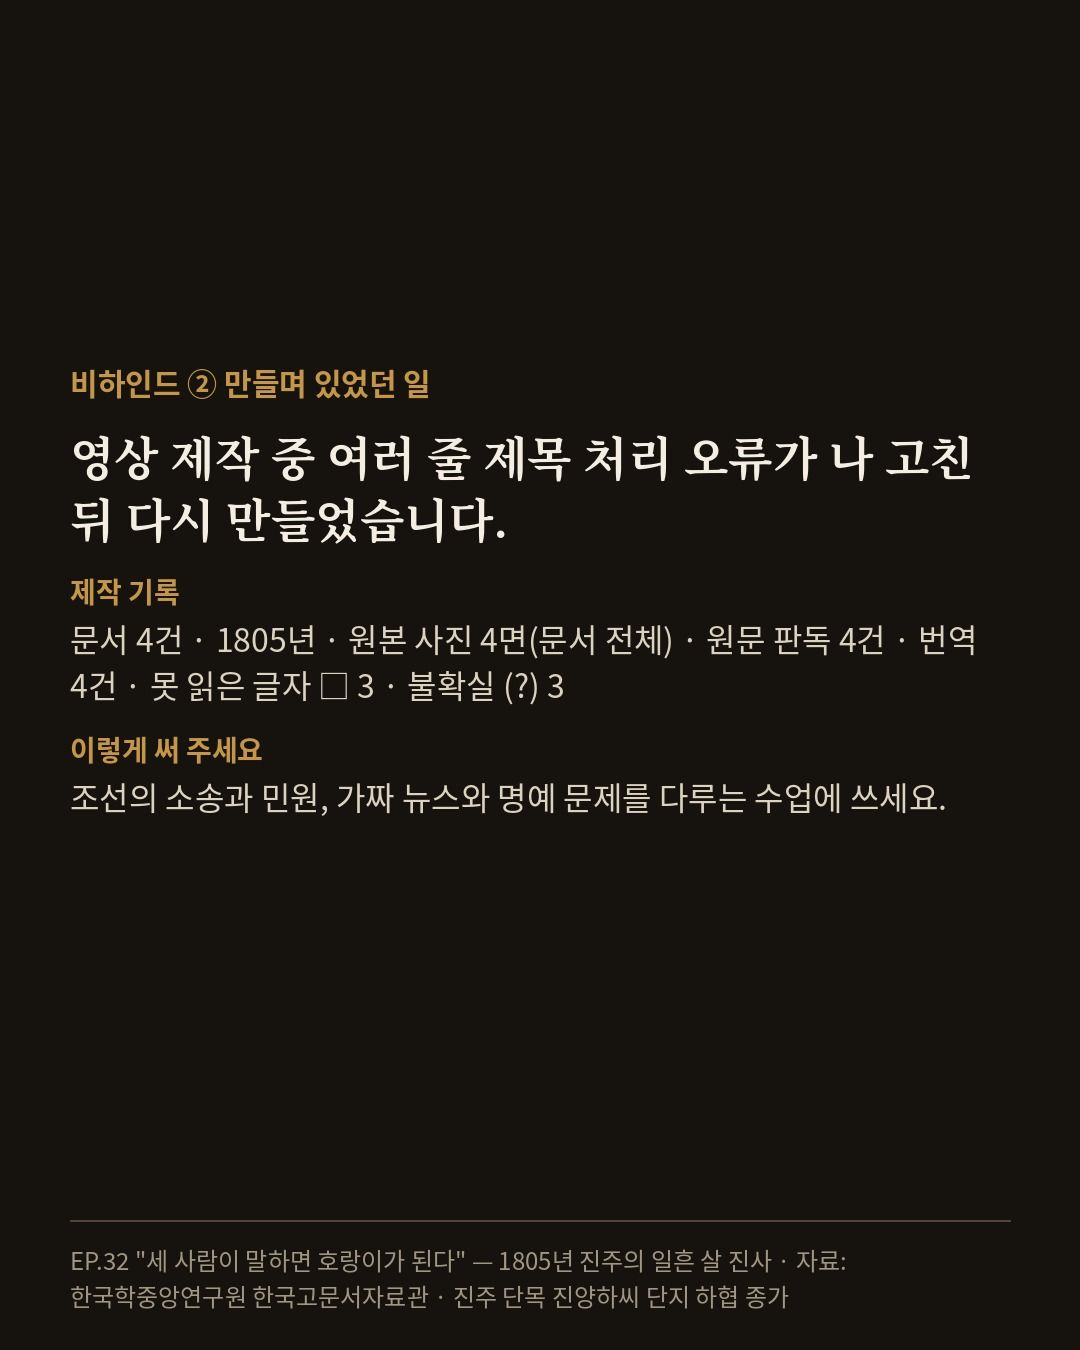 비하인드 ② 만들며 있었던 일
영상 제작 중 여러 줄 제목 처리 오류가 나 고친
뒤 다시 만들었습니다.
제작 기록
문서 4건 · 1805년 · 원본 사진 4면(문서 전체) · 원문 판독 4건 · 번역
4건 · 못 읽은 글자 □ 3 · 불확실 (?) 3
이렇게 써 주세요
조선의 소송과 민원, 가짜 뉴스와 명예 문제를 다루는 수업에 쓰세요.
EP.32 "세 사람이 말하면 호랑이가 된다" — 1805년 진주의 일흔 살 진사 · 자료:
한국학중앙연구원 한국고문서자료관 · 진주 단목 진양하씨 단지 하협 종가